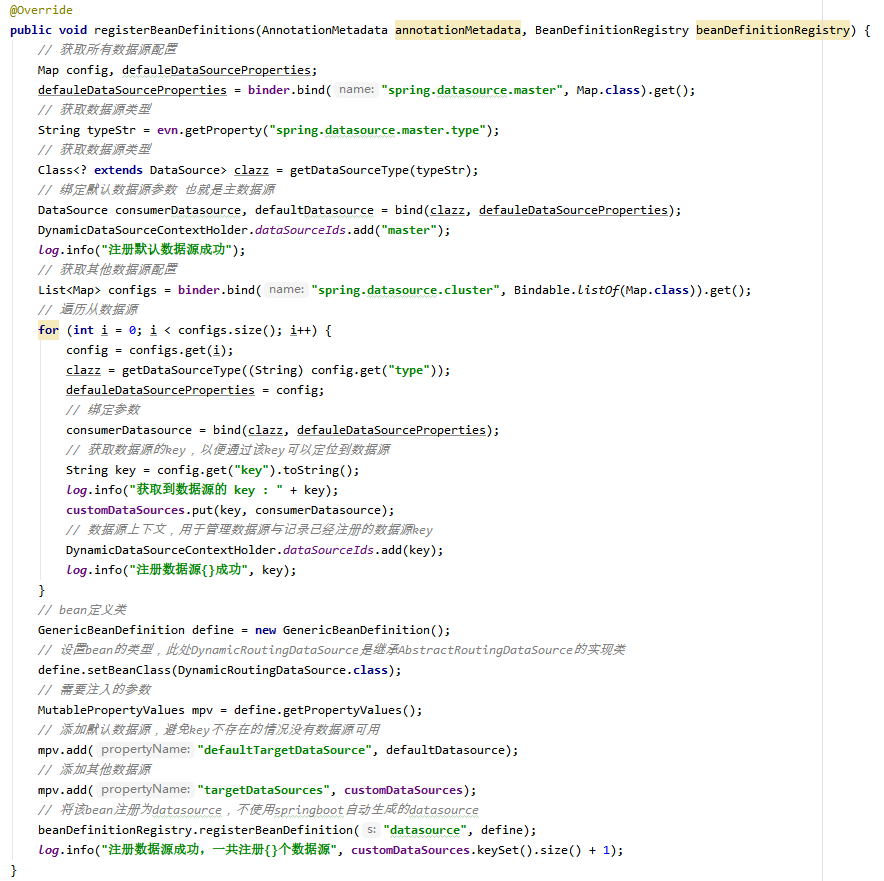 @Override
public void registerBeanDefinitions(AnnotationMetadata annotationMetadata, BeanDefinitionRegistry beanDefinitionRegistry) {
    // 获取所有数据源配置
    Map config, defauleDataSourceProperties;
    defauleDataSourceProperties = binder.bind( name: "spring.datasource.master", Map.class).get();
    // 获取数据源类型
    String typeStr = evn.getProperty("spring.datasource.master.type");
    // 获取数据源类型
    Class<? extends DataSource> clazz = getDataSourceType(typeStr);
    // 绑定默认数据源参数 也就是主数据源
    DataSource consumerDatasource, defaultDatasource = bind(clazz, defauleDataSourceProperties);
    DynamicDataSourceContextHolder.dataSourceIds.add("master");
    log.info("注册默认数据源成功");
    // 获取其他数据源配置
    List<Map> configs = binder.bind( name: "spring.datasource.cluster", Bindable.listOf(Map.class)).get();
    // 遍历从数据源
    for (int i = 0; i < configs.size(); i++) {
        config = configs.get(i);
        clazz = getDataSourceType((String) config.get("type"));
        defauleDataSourceProperties = config;
        // 绑定参数
        consumerDatasource = bind(clazz, defauleDataSourceProperties);
        // 获取数据源的key，以便通过该key可以定位到数据源
        String key = config.get("key").toString();
        log.info("获取到数据源的 key : " + key);
        customDataSources.put(key, consumerDatasource);
        // 数据源上下文，用于管理数据源与记录已经注册的数据源key
        DynamicDataSourceContextHolder.dataSourceIds.add(key);
        log.info("注册数据源{}成功", key);
    }
    // bean定义类
    GenericBeanDefinition define = new GenericBeanDefinition();
    // 设置bean的类型，此处DynamicRoutingDataSource是继承AbstractRoutingDataSource的实现类
    define.setBeanClass(DynamicRoutingDataSource.class);
    // 需要注入的参数
    MutablePropertyValues mpv = define.getPropertyValues();
    // 添加默认数据源，避免key不存在的情况没有数据源可用
    mpv.add( propertyName: "defaultTargetDataSource", defaultDatasource);
    // 添加其他数据源
    mpv.add( propertyName: "targetDataSources", customDataSources);
    // 将该bean注册为datasource，不使用springboot自动生成的datasource
    beanDefinitionRegistry.registerBeanDefinition( s: "datasource", define);
    log.info("注册数据源成功，一共注册{}个数据源", customDataSources.keySet().size() + 1);
}